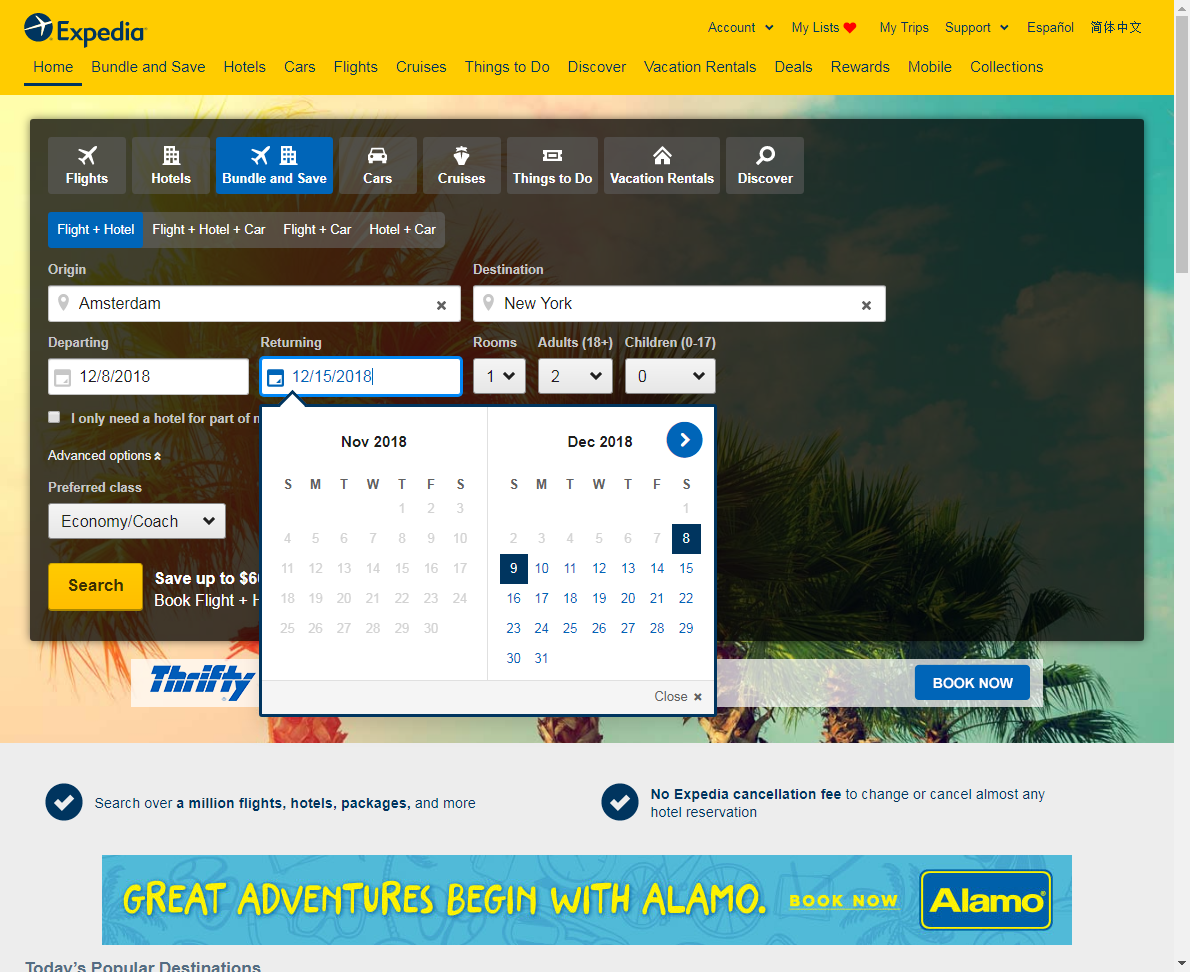 Expedia
Account My Lists My Trips Support Español 简体中文
Home Bundle and Save Hotels Cars Flights Cruises Things to Do Discover Vacation Rentals Deals Rewards Mobile Collections
Flights Hotels Bundle and Save Cars Cruises Things to Do Vacation Rentals Discover
Flight + Hotel Flight + Hotel + Car Flight + Car Hotel + Car
Origin Destination
Amsterdam × New York ×
Departing Returning Rooms Adults (18+) Children (0-17)
12/8/2018 12/15/2018 1 2 0
I only need a hotel for part of
Advanced options
Preferred class
Economy/Coach
Search
Save up to $6
Book Flight +
Nov 2018
S M T W T F S
1 2 3
4 5 6 7 8 9 10
11 12 13 14 15 16 17
18 19 20 21 22 23 24
25 26 27 28 29 30
Dec 2018
S M T W T F S
1
2 3 4 5 6 7 8
9 10 11 12 13 14 15
16 17 18 19 20 21 22
23 24 25 26 27 28 29
30 31
Close ×
Thrifty
BOOK NOW
Search over a million flights, hotels, packages, and more
No Expedia cancellation fee to change or cancel almost any
hotel reservation
GREAT ADVENTURES BEGIN WITH ALAMO. BOOK NOW Alamo
Today's Popular Destinations